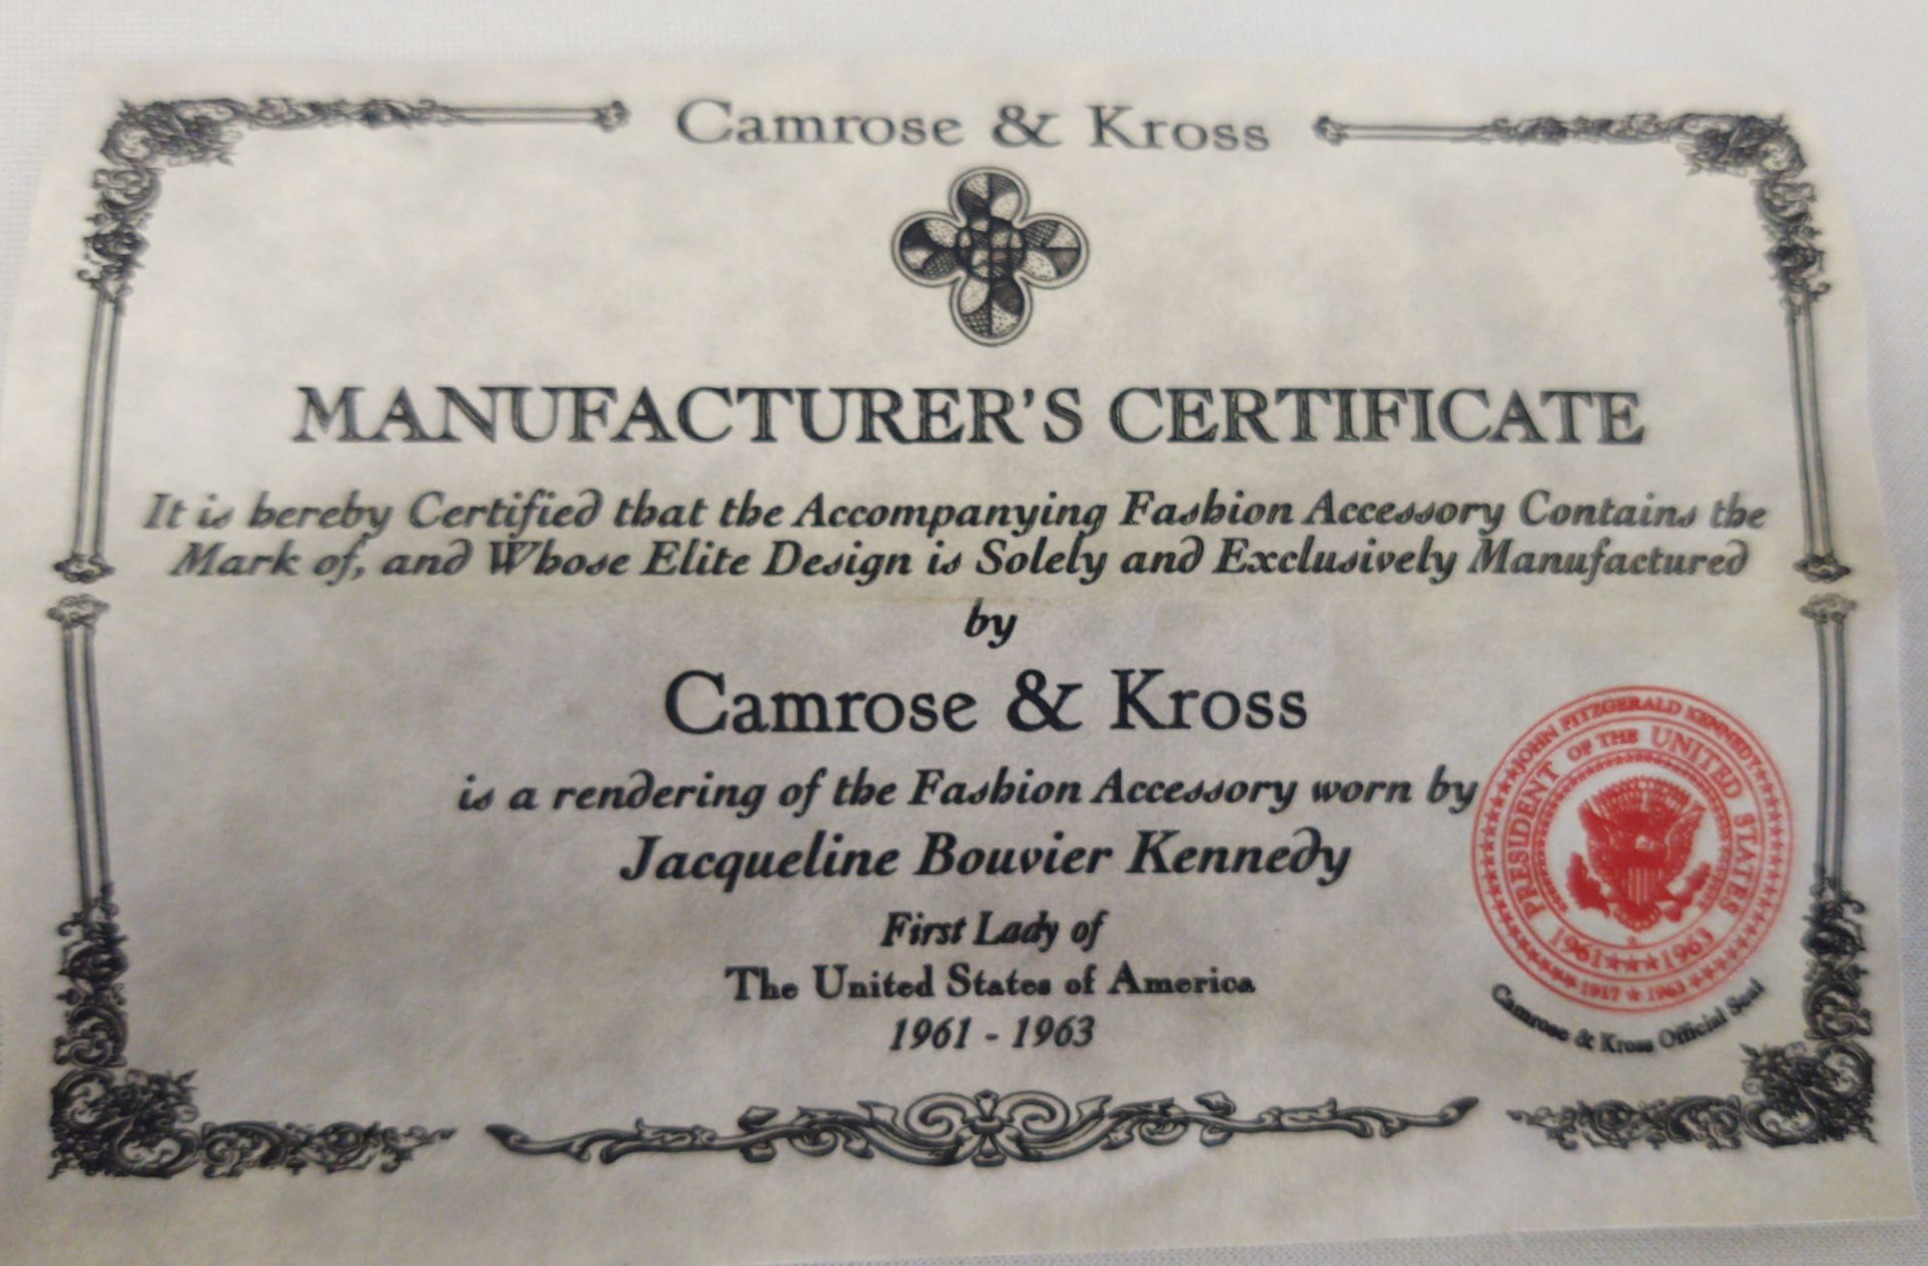 Camrose & Kross
MANUFACTURER'S CERTIFICATE
It is hereby Certified that the Accompanying Fashion Accessory Contains the
Mark of, and Whose Elite Design is Solely and Exclusively Manufactured
by
Camrose & Kross
is a rendering of the Fashion Accessory worn by
Jacqueline Bouvier Kennedy
First Lady of
The United States of America
1961 - 1963
JOHN FITZGERALD KENNEDY
PRESIDENT OF THE UNITED STATES
1961★★★1963
1917 ★ 1963
Camrose & Kross Official Seal